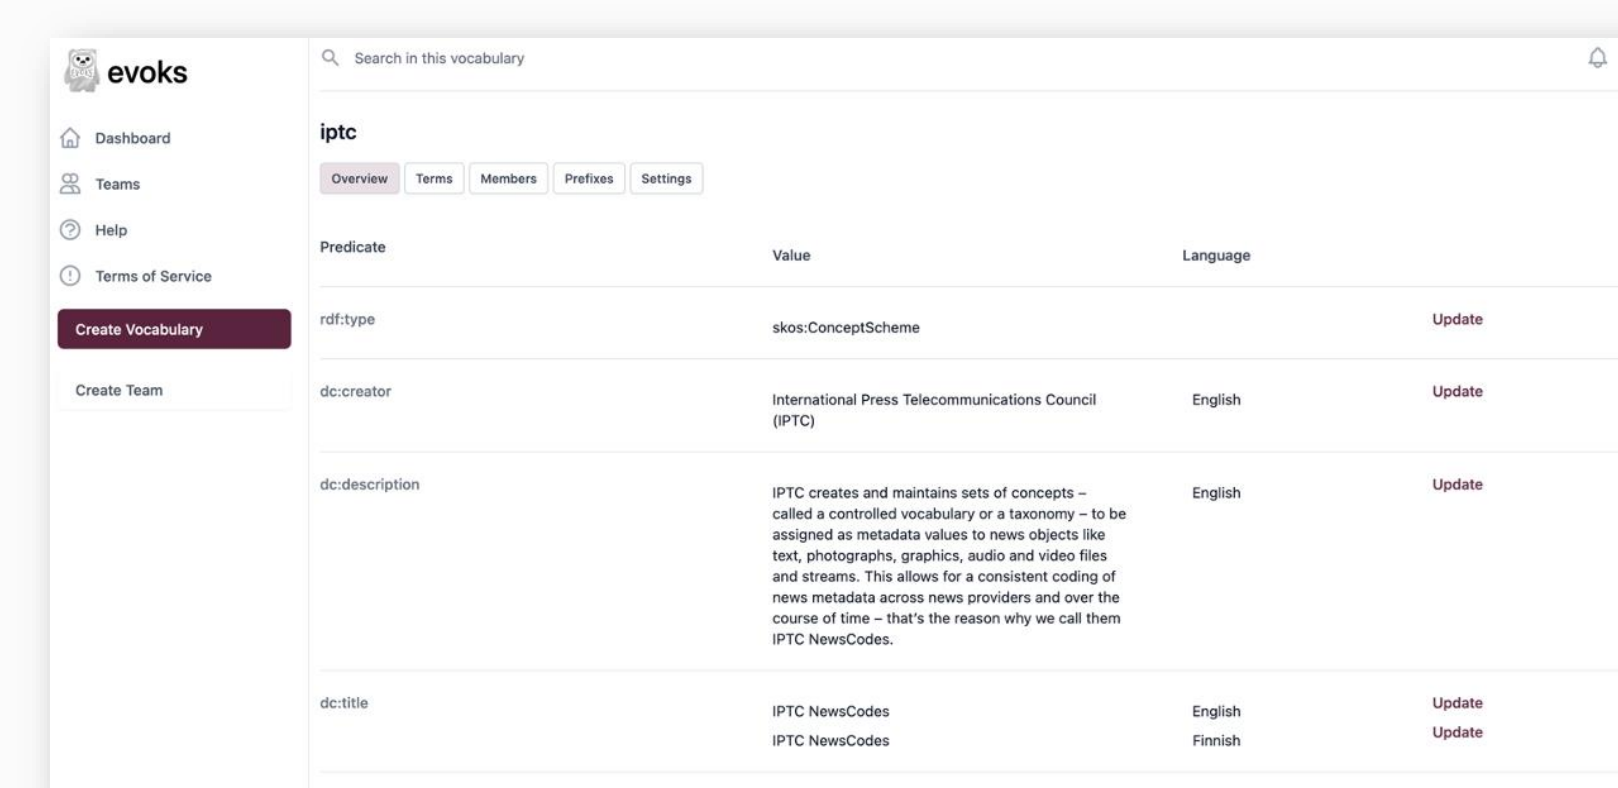 evoks
Dashboard
Teams
Help
Terms of Service
Create Vocabulary
Create Team
Search in this vocabulary
iptc
Overview Terms Members Prefixes Settings
Predicate Value Language
rdf:type skos:ConceptScheme Update
dc:creator International Press Telecommunications Council English Update
(IPTC)
dc:description IPTC creates and maintains sets of concepts – English Update
called a controlled vocabulary or a taxonomy – to be
assigned as metadata values to news objects like
text, photographs, graphics, audio and video files
and streams. This allows for a consistent coding of
news metadata across news providers and over the
course of time – that's the reason why we call them
IPTC NewsCodes.
dc:title IPTC NewsCodes English Update
IPTC NewsCodes Finnish Update